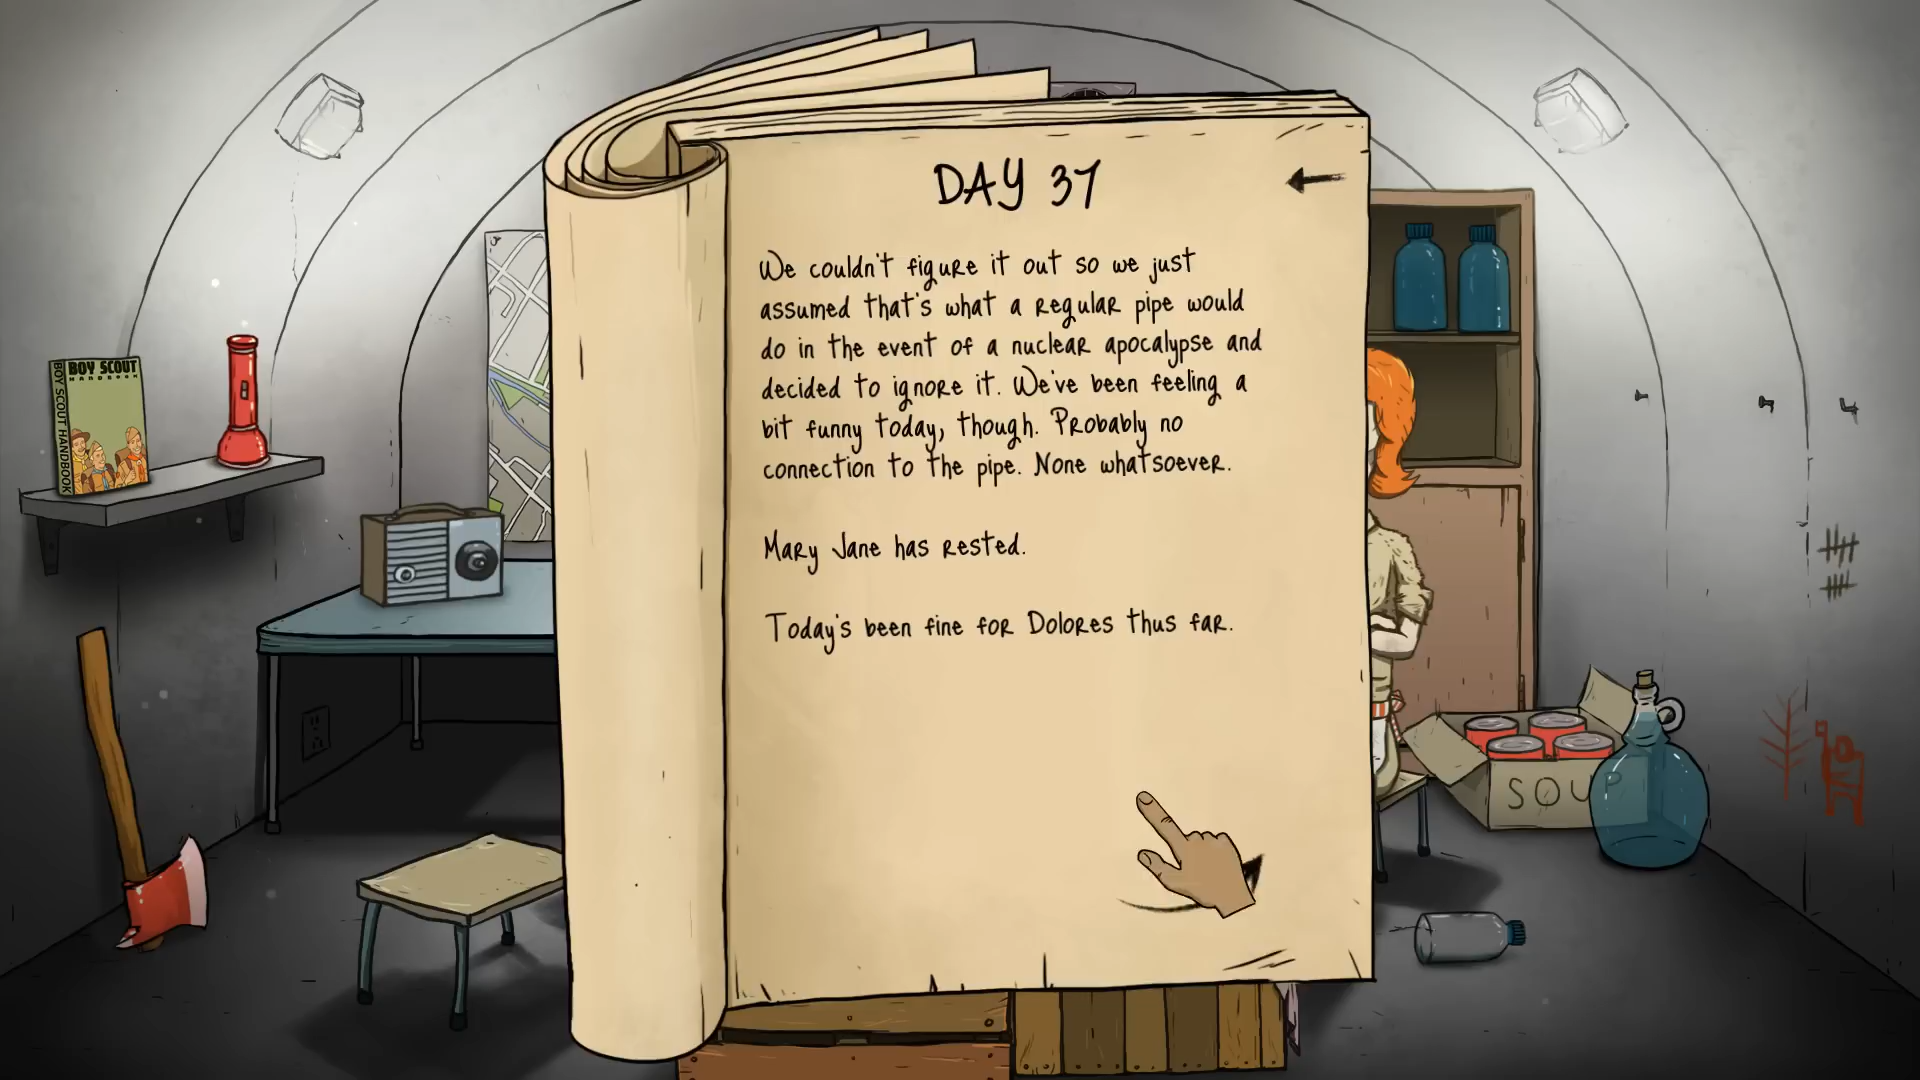 DAY 37
We couldn't figure it out so we just
assumed that's what a regular pipe would
do in the event of a nuclear apocalypse and
decided to ignore it. We've been feeling a
bit funny today, though. Probably no
connection to the pipe. None whatsoever.
Mary Jane has rested.
Today's been fine for Dolores thus far.
BOY SCOUT
HANDBOOK
BOY SCOUT HANDBOOK
SOUP